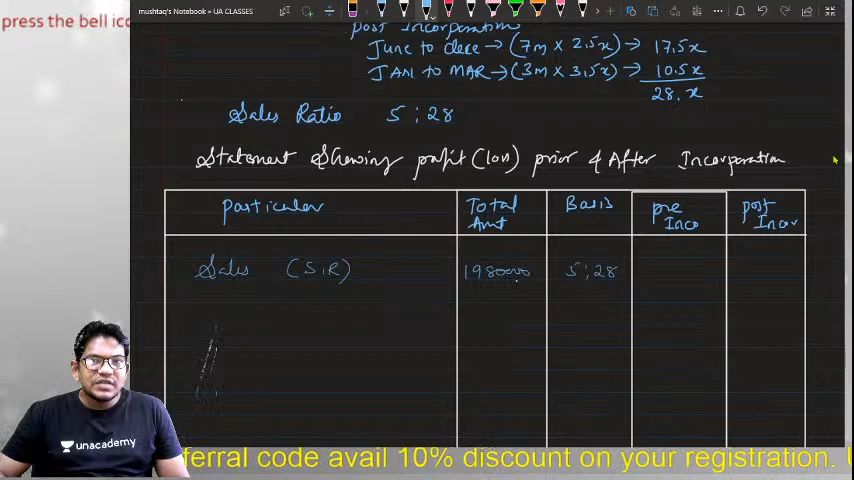 mushtaq's Notebook » UA CLASSES
press the bell ico
post Incorporation
June to Dece → (7m x 2.5x) → 17.5x
JAN to MAR → (3m x 3.5x) → 10.5x
28.x
Sales Ratio 5:28
Statement Showing profit (loss) prior & After Incorporation
particular Total Amt Basis pre Inco post Incor
Sales (S.R) 1980000 5:28
unacademy
ferral code avail 10% discount on your registration. U